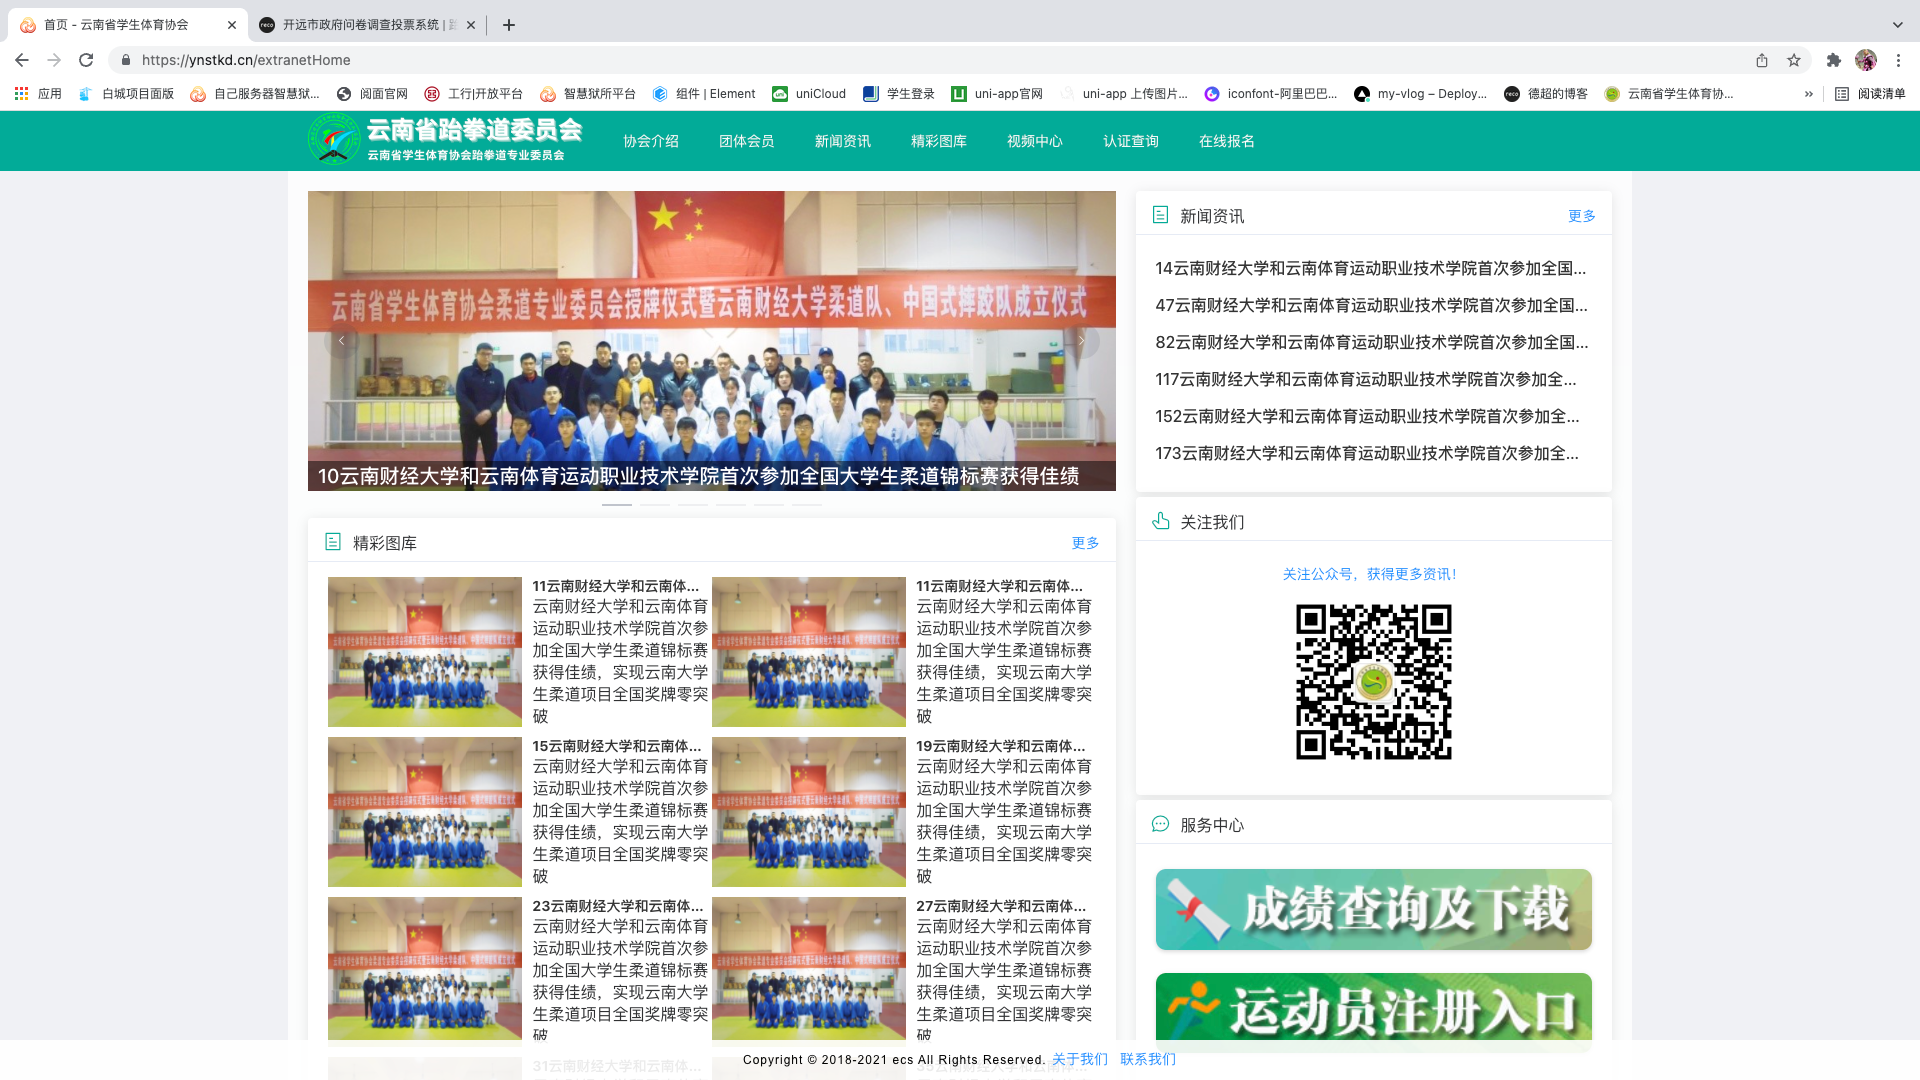 首页 - 云南省学生体育协会
开远市政府问卷调查投票系统 |
https://ynstkd.cn/extranetHome
应用
白城项目面版
自己服务器智慧狱...
阅面官网
工行|开放平台
智慧狱所平台
组件 | Element
uniCloud
学生登录
uni-app官网
uni-app 上传图片...
iconfont-阿里巴巴...
my-vlog – Deploy...
德超的博客
云南省学生体育协...
»
阅读清单
云南省跆拳道委员会
云南省学生体育协会跆拳道专业委员会
协会介绍
团体会员
新闻资讯
精彩图库
视频中心
认证查询
在线报名
云南省学生体育协会柔道专业委员会授牌仪式暨云南财经大学柔道队、中国式摔跤队成立仪式
10云南财经大学和云南体育运动职业技术学院首次参加全国大学生柔道锦标赛获得佳绩
精彩图库
更多
11云南财经大学和云南体...
云南财经大学和云南体育
运动职业技术学院首次参
加全国大学生柔道锦标赛
获得佳绩，实现云南大学
生柔道项目全国奖牌零突
破
11云南财经大学和云南体...
云南财经大学和云南体育
运动职业技术学院首次参
加全国大学生柔道锦标赛
获得佳绩，实现云南大学
生柔道项目全国奖牌零突
破
15云南财经大学和云南体...
云南财经大学和云南体育
运动职业技术学院首次参
加全国大学生柔道锦标赛
获得佳绩，实现云南大学
生柔道项目全国奖牌零突
破
19云南财经大学和云南体...
云南财经大学和云南体育
运动职业技术学院首次参
加全国大学生柔道锦标赛
获得佳绩，实现云南大学
生柔道项目全国奖牌零突
破
23云南财经大学和云南体...
云南财经大学和云南体育
运动职业技术学院首次参
加全国大学生柔道锦标赛
获得佳绩，实现云南大学
生柔道项目全国奖牌零突
破
27云南财经大学和云南体...
云南财经大学和云南体育
运动职业技术学院首次参
加全国大学生柔道锦标赛
获得佳绩，实现云南大学
生柔道项目全国奖牌零突
破
31云南财经大学和云南体...
35云南财经大学和云南体...
新闻资讯
更多
14云南财经大学和云南体育运动职业技术学院首次参加全国...
47云南财经大学和云南体育运动职业技术学院首次参加全国...
82云南财经大学和云南体育运动职业技术学院首次参加全国...
117云南财经大学和云南体育运动职业技术学院首次参加全...
152云南财经大学和云南体育运动职业技术学院首次参加全...
173云南财经大学和云南体育运动职业技术学院首次参加全...
关注我们
关注公众号，获得更多资讯！
服务中心
成绩查询及下载
运动员注册入口
Copyright © 2018-2021 ecs All Rights Reserved. 关于我们 联系我们